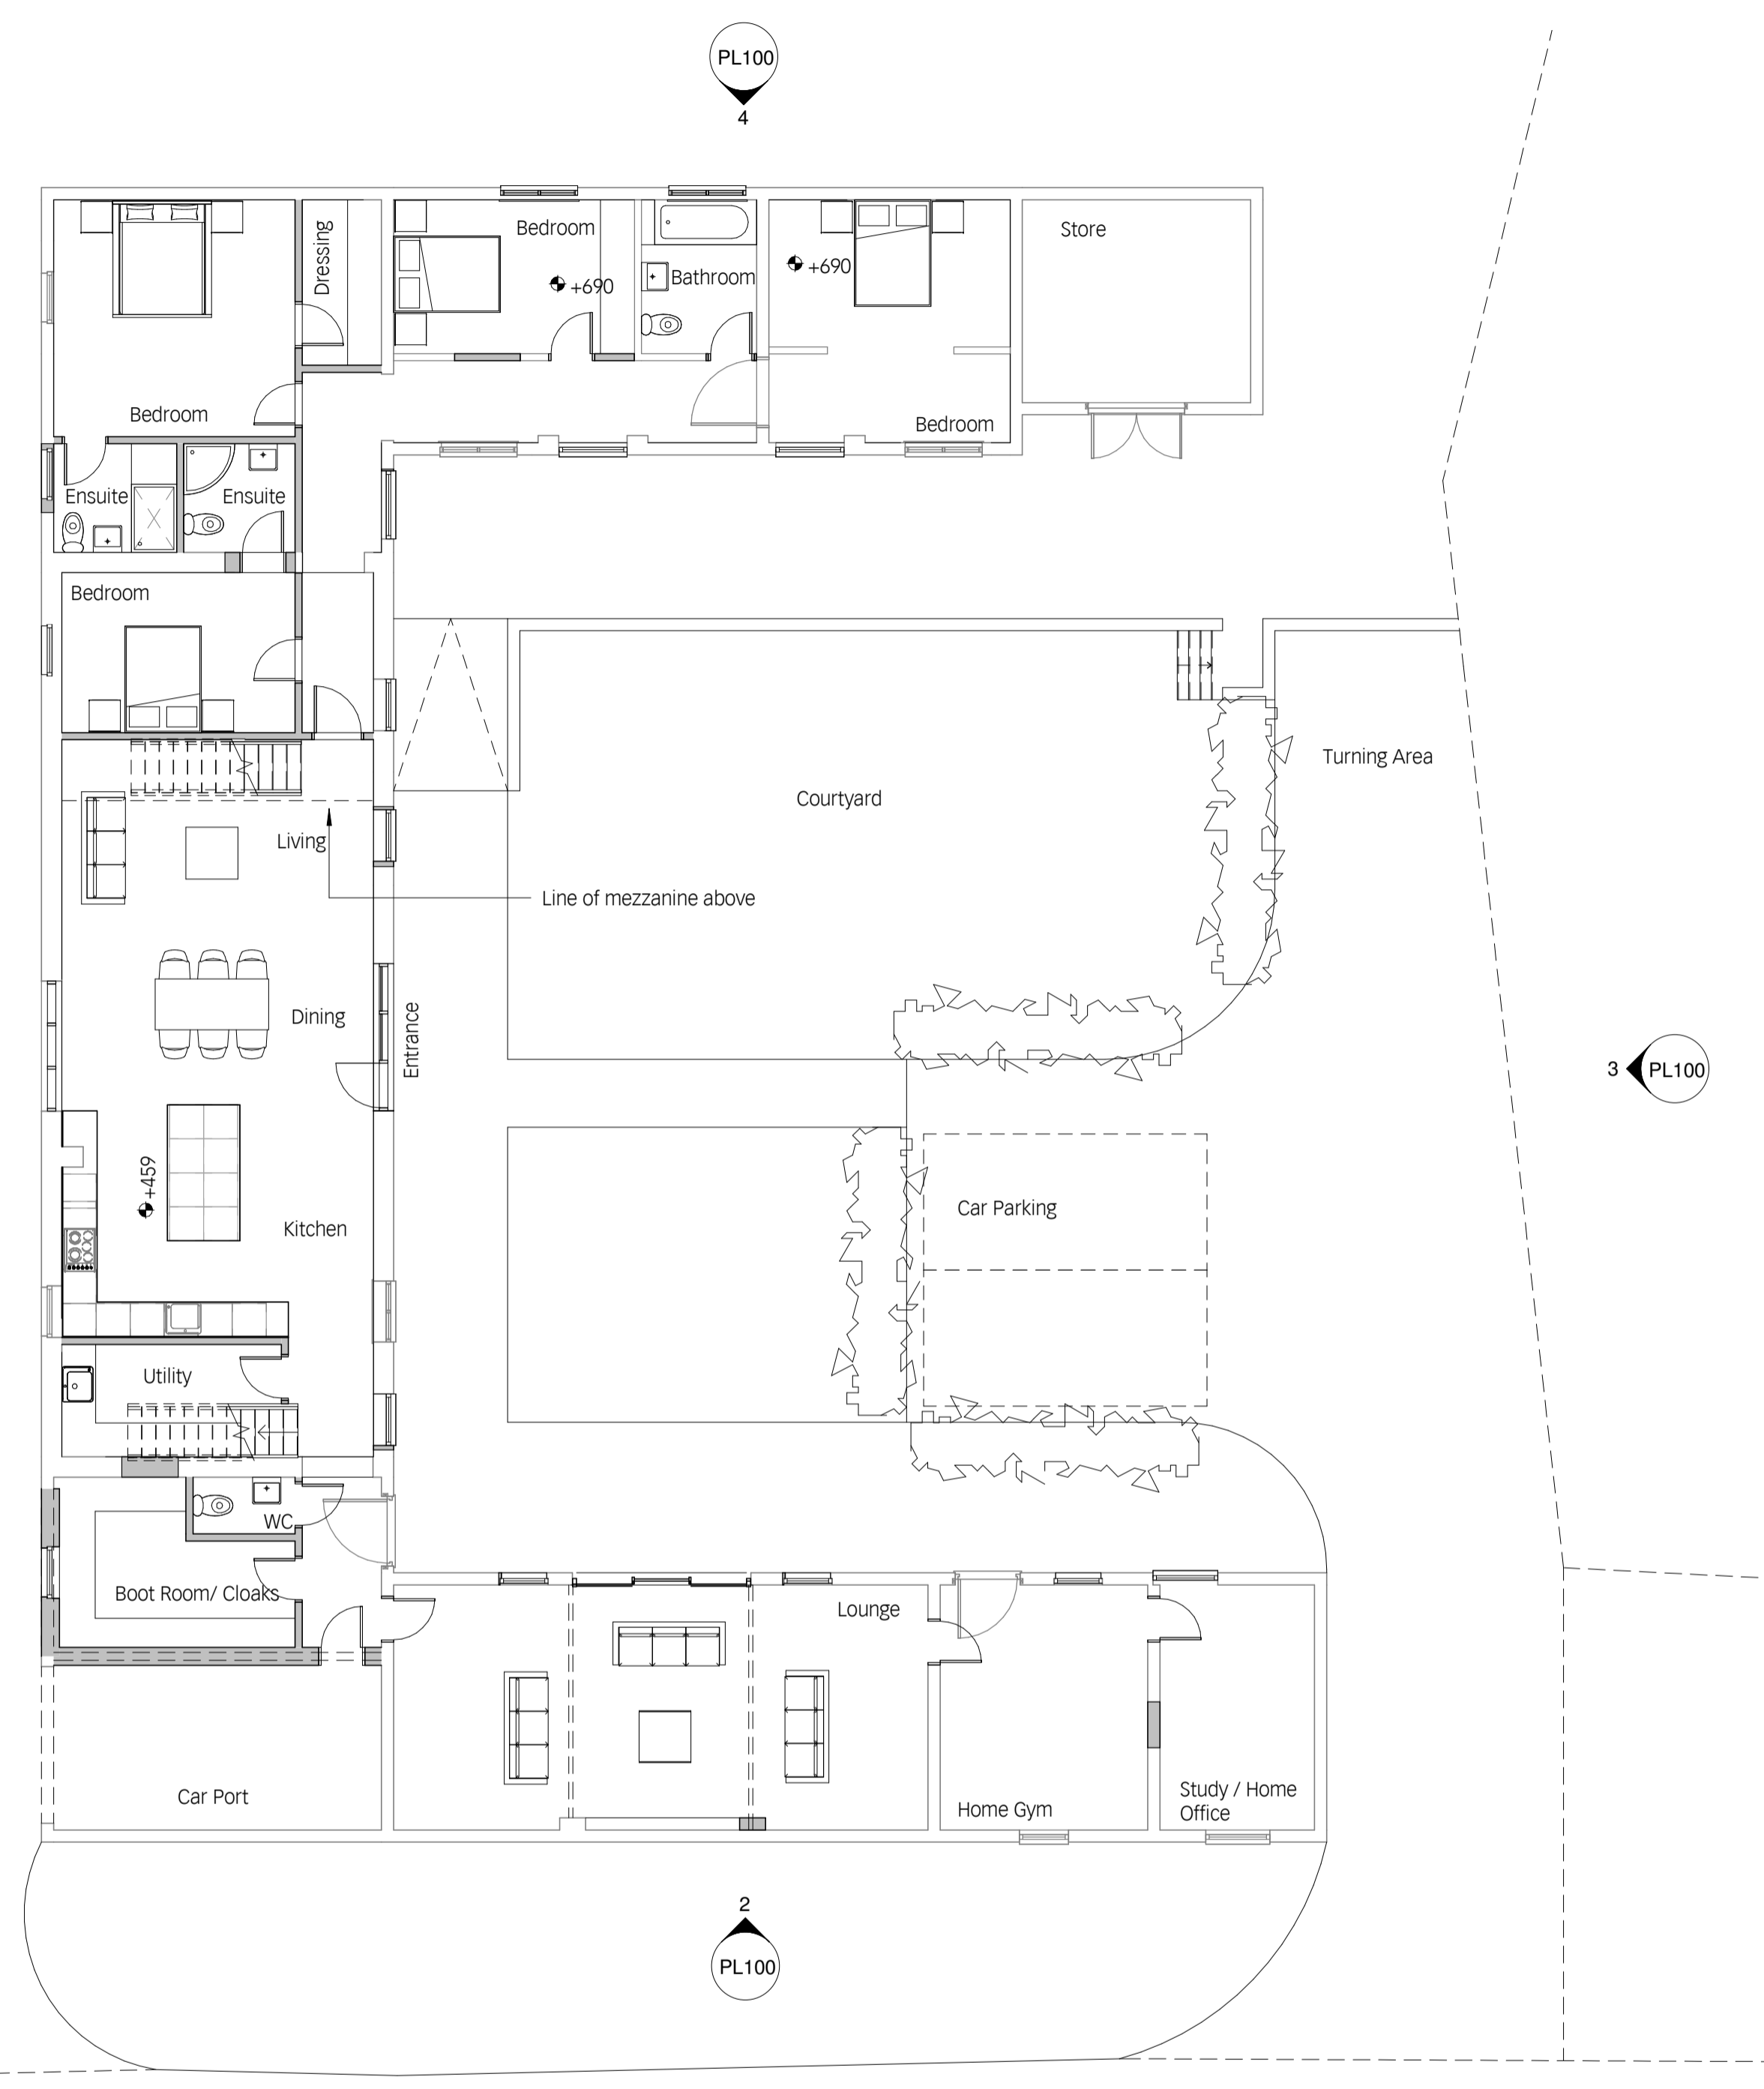 PL100
4
Dressing
Bedroom
+690
Bathroom
+690
Store
Bedroom
Bedroom
Ensuite
Ensuite
Bedroom
Turning Area
Courtyard
Living
Line of mezzanine above
Dining
Entrance
3
PL100
+459
Kitchen
Car Parking
Utility
WC
Boot Room/ Cloaks
Lounge
Car Port
Home Gym
Study / Home
Office
2
PL100